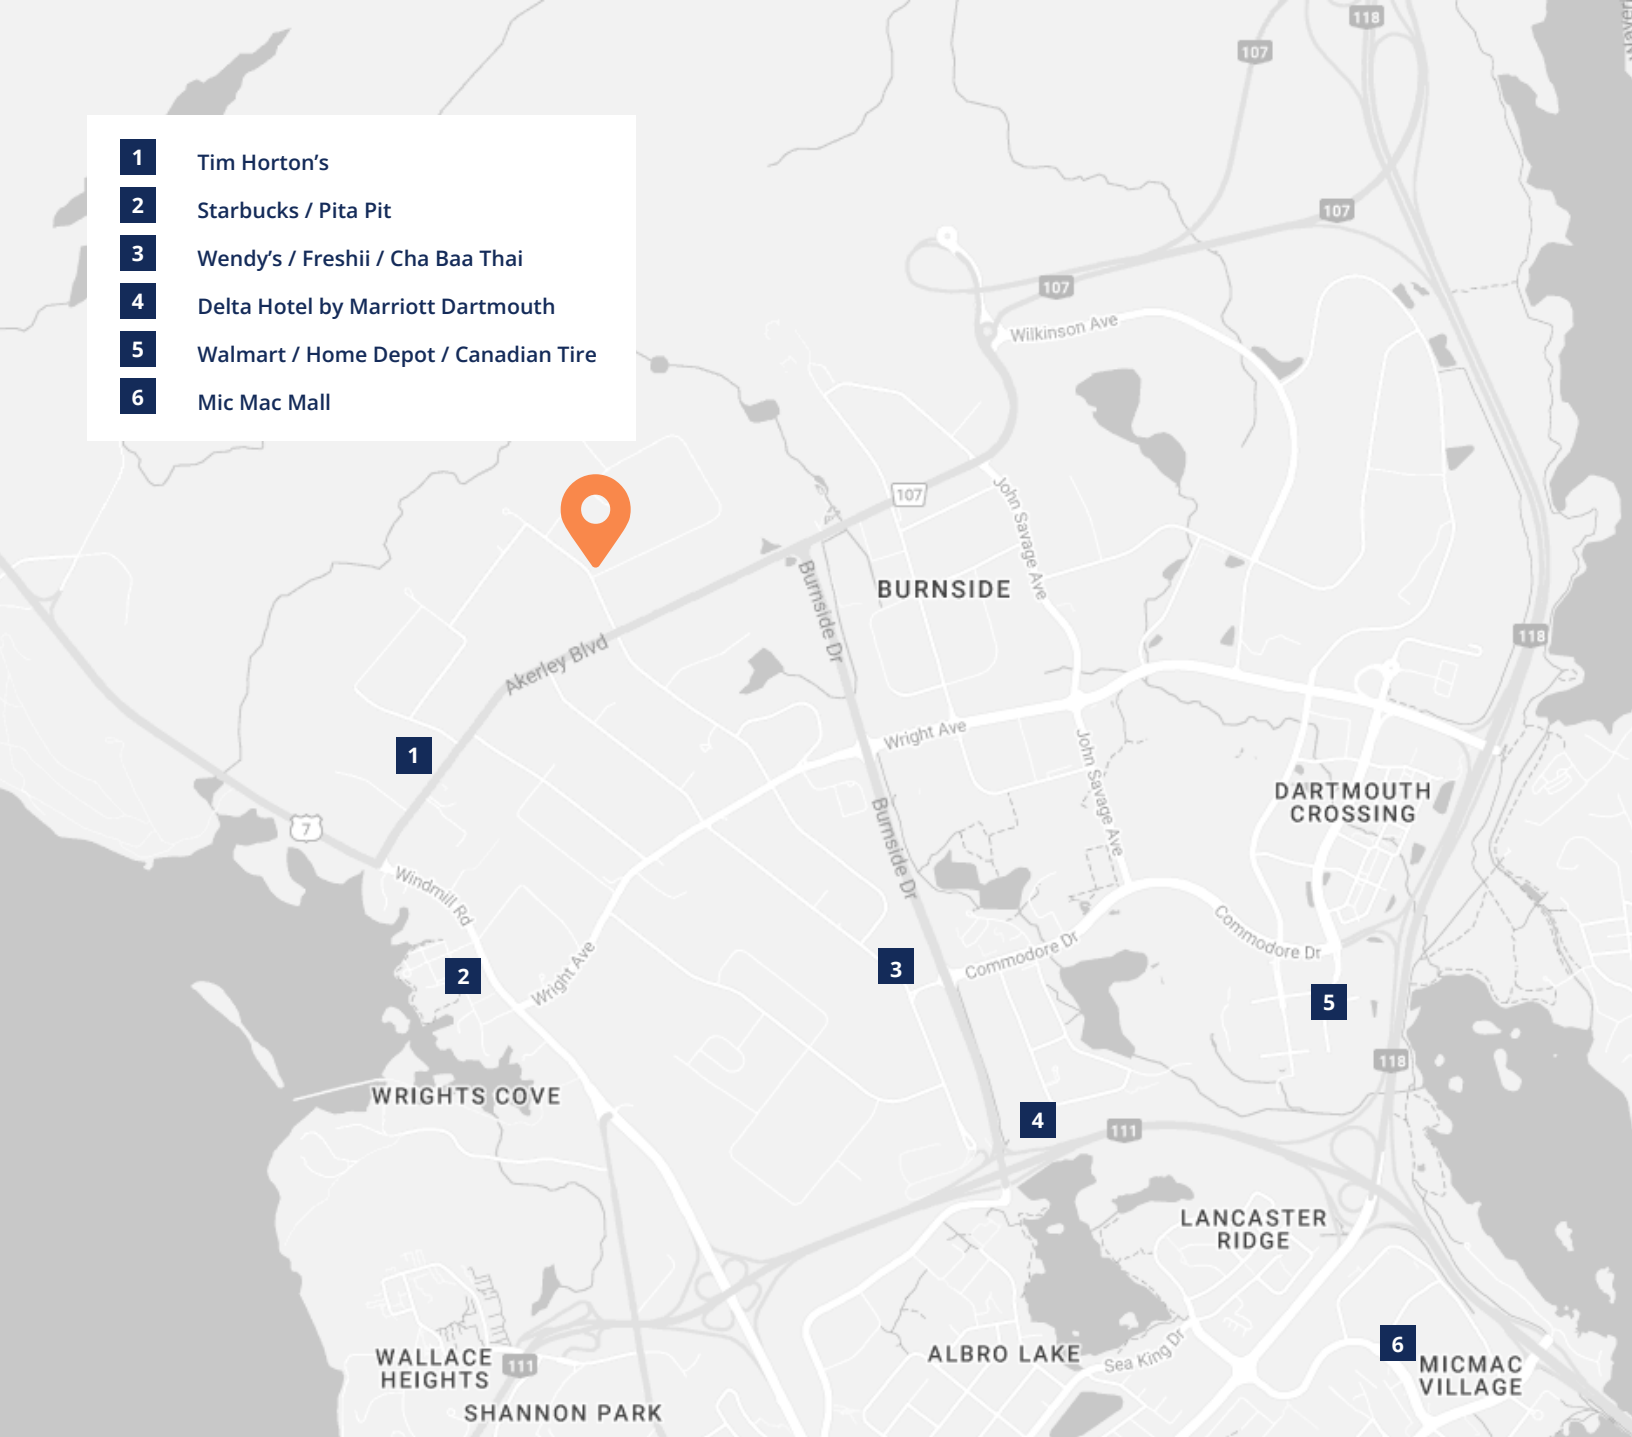 118
107
Waver
1 Tim Horton’s
2 Starbucks / Pita Pit
3 Wendy’s / Freshii / Cha Baa Thai
4 Delta Hotel by Marriott Dartmouth
5 Walmart / Home Depot / Canadian Tire
6 Mic Mac Mall
107
107
Wilkinson Ave
107
John Savage Ave
BURNSIDE
Burnside Dr
Akerley Blvd
118
Wright Ave
1
John Savage Ave
DARTMOUTH
CROSSING
7
Burnside Dr
Windmill Rd
Commodore Dr
Commodore Dr
Wright Ave
2
3
5
118
WRIGHTS COVE
4
111
LANCASTER
RIDGE
6
ALBRO LAKE
Sea King Dr
MICMAC
VILLAGE
WALLACE
HEIGHTS
111
SHANNON PARK